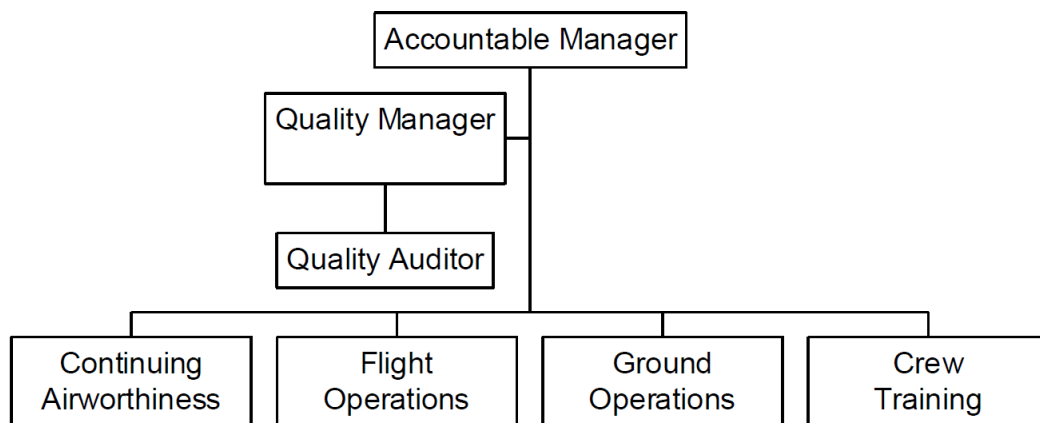 Accountable Manager
Quality Manager
Quality Auditor
Continuing
Airworthiness
Flight
Operations
Ground
Operations
Crew
Training